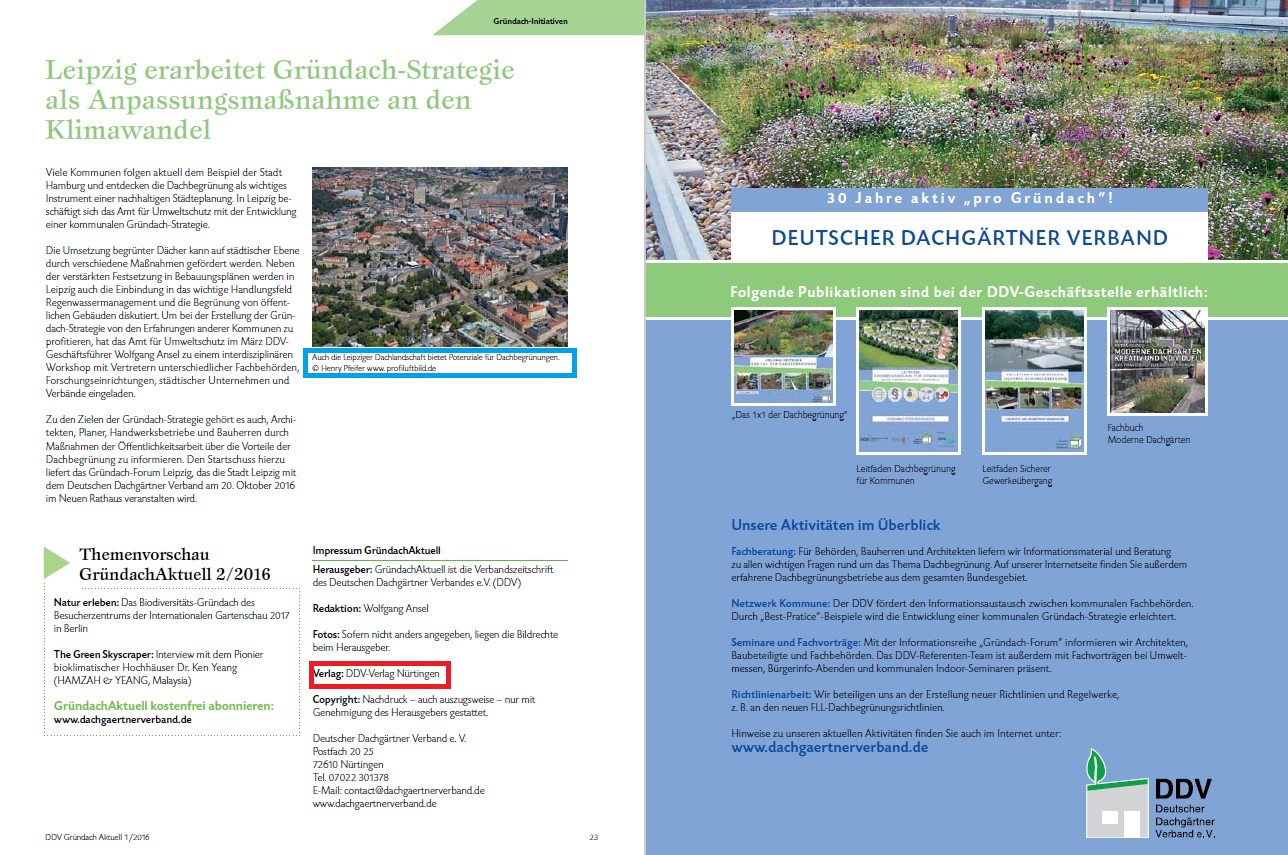 Gründach-Initiativen
Leipzig erarbeitet Gründach-Strategie
als Anpassungsmaßnahme an den
Klimawandel
Viele Kommunen folgen aktuell dem Beispiel der Stadt
Hamburg und entdecken die Dachbegrünung als wichtiges
Instrument einer nachhaltigen Städteplanung. In Leipzig be-
schäftigt sich das Amt für Umweltschutz mit der Entwicklung
einer kommunalen Gründach-Strategie.
Die Umsetzung begrünter Dächer kann auf städtischer Ebene
durch verschiedene Maßnahmen gefördert werden. Neben
der verstärkten Festsetzung in Bebauungsplänen werden in
Leipzig auch die Einbindung in das wichtige Handlungsfeld
Regenwassermanagement und die Begrünung von öffent-
lichen Gebäuden diskutiert. Um bei der Erstellung der Grün-
dach-Strategie von den Erfahrungen anderer Kommunen zu
profitieren, hat das Amt für Umweltschutz im März DDV-
Geschäftsführer Wolfgang Ansel zu einem interdisziplinären
Workshop mit Vertretern unterschiedlicher Fachbehörden,
Forschungseinrichtungen, städtischer Unternehmen und
Verbände eingeladen.
Zu den Zielen der Gründach-Strategie gehört es auch, Archi-
tekten, Planer, Handwerksbetriebe und Bauherren durch
Maßnahmen der Öffentlichkeitsarbeit über die Vorteile der
Dachbegrünung zu informieren. Den Startschuss hierzu
liefert das Gründach-Forum Leipzig, das die Stadt Leipzig mit
dem Deutschen Dachgärtner Verband am 20. Oktober 2016
im Neuen Rathaus veranstalten wird.
Auch die Leipziger Dachlandschaft bietet Potenziale für Dachbegrünungen.
© Henry Pfeifer www.profiluftbild.de
Themenvorschau
GründachAktuell 2/2016
Natur erleben: Das Biodiversitäts-Gründach des
Besucherzentrums der Internationalen Gartenschau 2017
in Berlin
The Green Skyscraper: Interview mit dem Pionier
bioklimatischer Hochhäuser Dr. Ken Yeang
(HAMZAH & YEANG, Malaysia)
GründachAktuell kostenfrei abonnieren:
www.dachgaertnerverband.de
Impressum GründachAktuell
Herausgeber: GründachAktuell ist die Verbandszeitschrift
des Deutschen Dachgärtner Verbandes e.V. (DDV)
Redaktion: Wolfgang Ansel
Fotos: Sofern nicht anders angegeben, liegen die Bildrechte
beim Herausgeber.
Verlag: DDV-Verlag Nürtingen
Copyright: Nachdruck – auch auszugsweise – nur mit
Genehmigung des Herausgebers gestattet.
Deutscher Dachgärtner Verband e. V.
Postfach 20 25
72610 Nürtingen
Tel. 07022 301378
E-Mail: contact@dachgaertnerverband.de
www.dachgaertnerverband.de
DDV Gründach Aktuell 1/2016
23
30 Jahre aktiv „pro Gründach“!
DEUTSCHER DACHGÄRTNER VERBAND
Folgende Publikationen sind bei der DDV-Geschäftsstelle erhältlich:
MODERNE DACHGÄRTEN
KREATIV UND INDIVIDUELL
„Das 1x1 der Dachbegrünung“
Leitfaden Dachbegrünung
für Kommunen
Leitfaden Sicherer
Gewerkeübergang
Fachbuch
Moderne Dachgärten
Unsere Aktivitäten im Überblick
Fachberatung: Für Behörden, Bauherren und Architekten liefern wir Informationsmaterial und Beratung
zu allen wichtigen Fragen rund um das Thema Dachbegrünung. Auf unserer Internetseite finden Sie außerdem
erfahrene Dachbegrünungsbetriebe aus dem gesamten Bundesgebiet.
Netzwerk Kommune: Der DDV fördert den Informationsaustausch zwischen kommunalen Fachbehörden.
Durch „Best-Pratice“-Beispiele wird die Entwicklung einer kommunalen Gründach-Strategie erleichtert.
Seminare und Fachvorträge: Mit der Informationsreihe „Gründach-Forum“ informieren wir Architekten,
Baubeteiligte und Fachbehörden. Das DDV-Referenten-Team ist außerdem mit Fachvorträgen bei Umwelt-
messen, Bürgerinfo-Abenden und kommunalen Indoor-Seminaren präsent.
Richtlinienarbeit: Wir beteiligen uns an der Erstellung neuer Richtlinien und Regelwerke,
z. B. an den neuen FLL-Dachbegrünungsrichtlinien.
Hinweise zu unseren aktuellen Aktivitäten finden Sie auch im Internet unter:
www.dachgaertnerverband.de
DDV
Deutscher
Dachgärtner
Verband e.V.